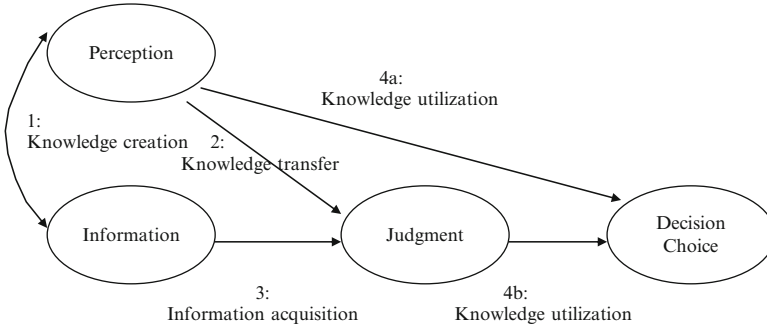 Perception
4a:
Knowledge utilization
1:
Knowledge creation
2:
Knowledge transfer
Information
Judgment
Decision
Choice
3:
Information acquisition
4b:
Knowledge utilization